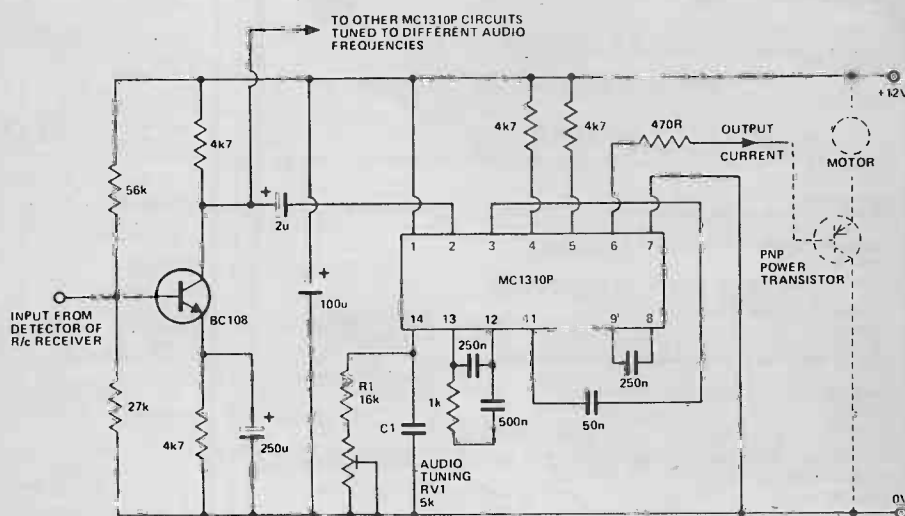 TO OTHER MC1310P CIRCUITS
TUNED TO DIFFERENT AUDIO
FREQUENCIES
+12V
4k7
4k7
4k7
470R
OUTPUT
CURRENT
MOTOR
56k
+
2u
1 2 3 4 5 6 7
MC1310P
PNP
POWER
TRANSISTOR
BC108
+
100u
INPUT FROM
DETECTOR OF
R/c RECEIVER
14 13 12 11 9 8
250n
250n
R1
16k
1k
500n
50n
27k
4k7
+
250u
C1
AUDIO
TUNING
RV1
5k
0V